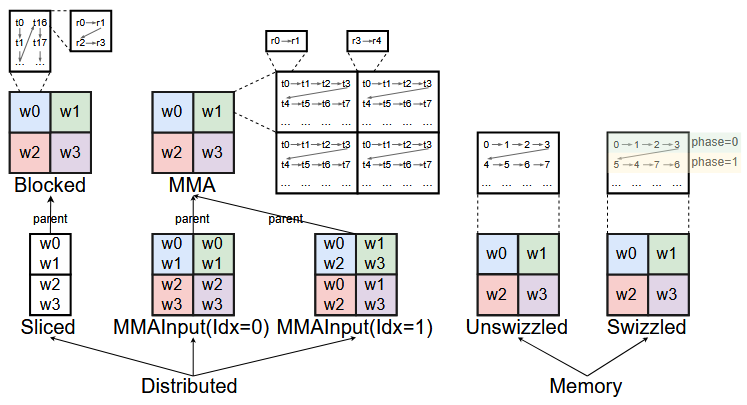 t0 t16
t1 t17
... ...
r0 r1
r2 r3
r0 r1
r3 r4
t0 t1 t2 t3
t4 t5 t6 t7
... ... ... ...
t0 t1 t2 t3
t4 t5 t6 t7
... ... ... ...
t0 t1 t2 t3
t4 t5 t6 t7
... ... ... ...
t0 t1 t2 t3
t4 t5 t6 t7
... ... ... ...
w0 w1
w2 w3
Blocked
w0 w1
w2 w3
MMA
0 1 2 3
4 5 6 7
... ... ... ...
0 1 2 3 phase=0
5 4 7 6 phase=1
... ... ... ...
parent
parent
parent
w0
w1
w2
w3
Sliced
w0 w0
w1 w1
w2 w2
w3 w3
MMAInput(Idx=0)
w0 w1
w2 w3
w0 w1
w2 w3
MMAInput(Idx=1)
w0 w1
w2 w3
Unswizzled
w0 w1
w2 w3
Swizzled
Distributed
Memory